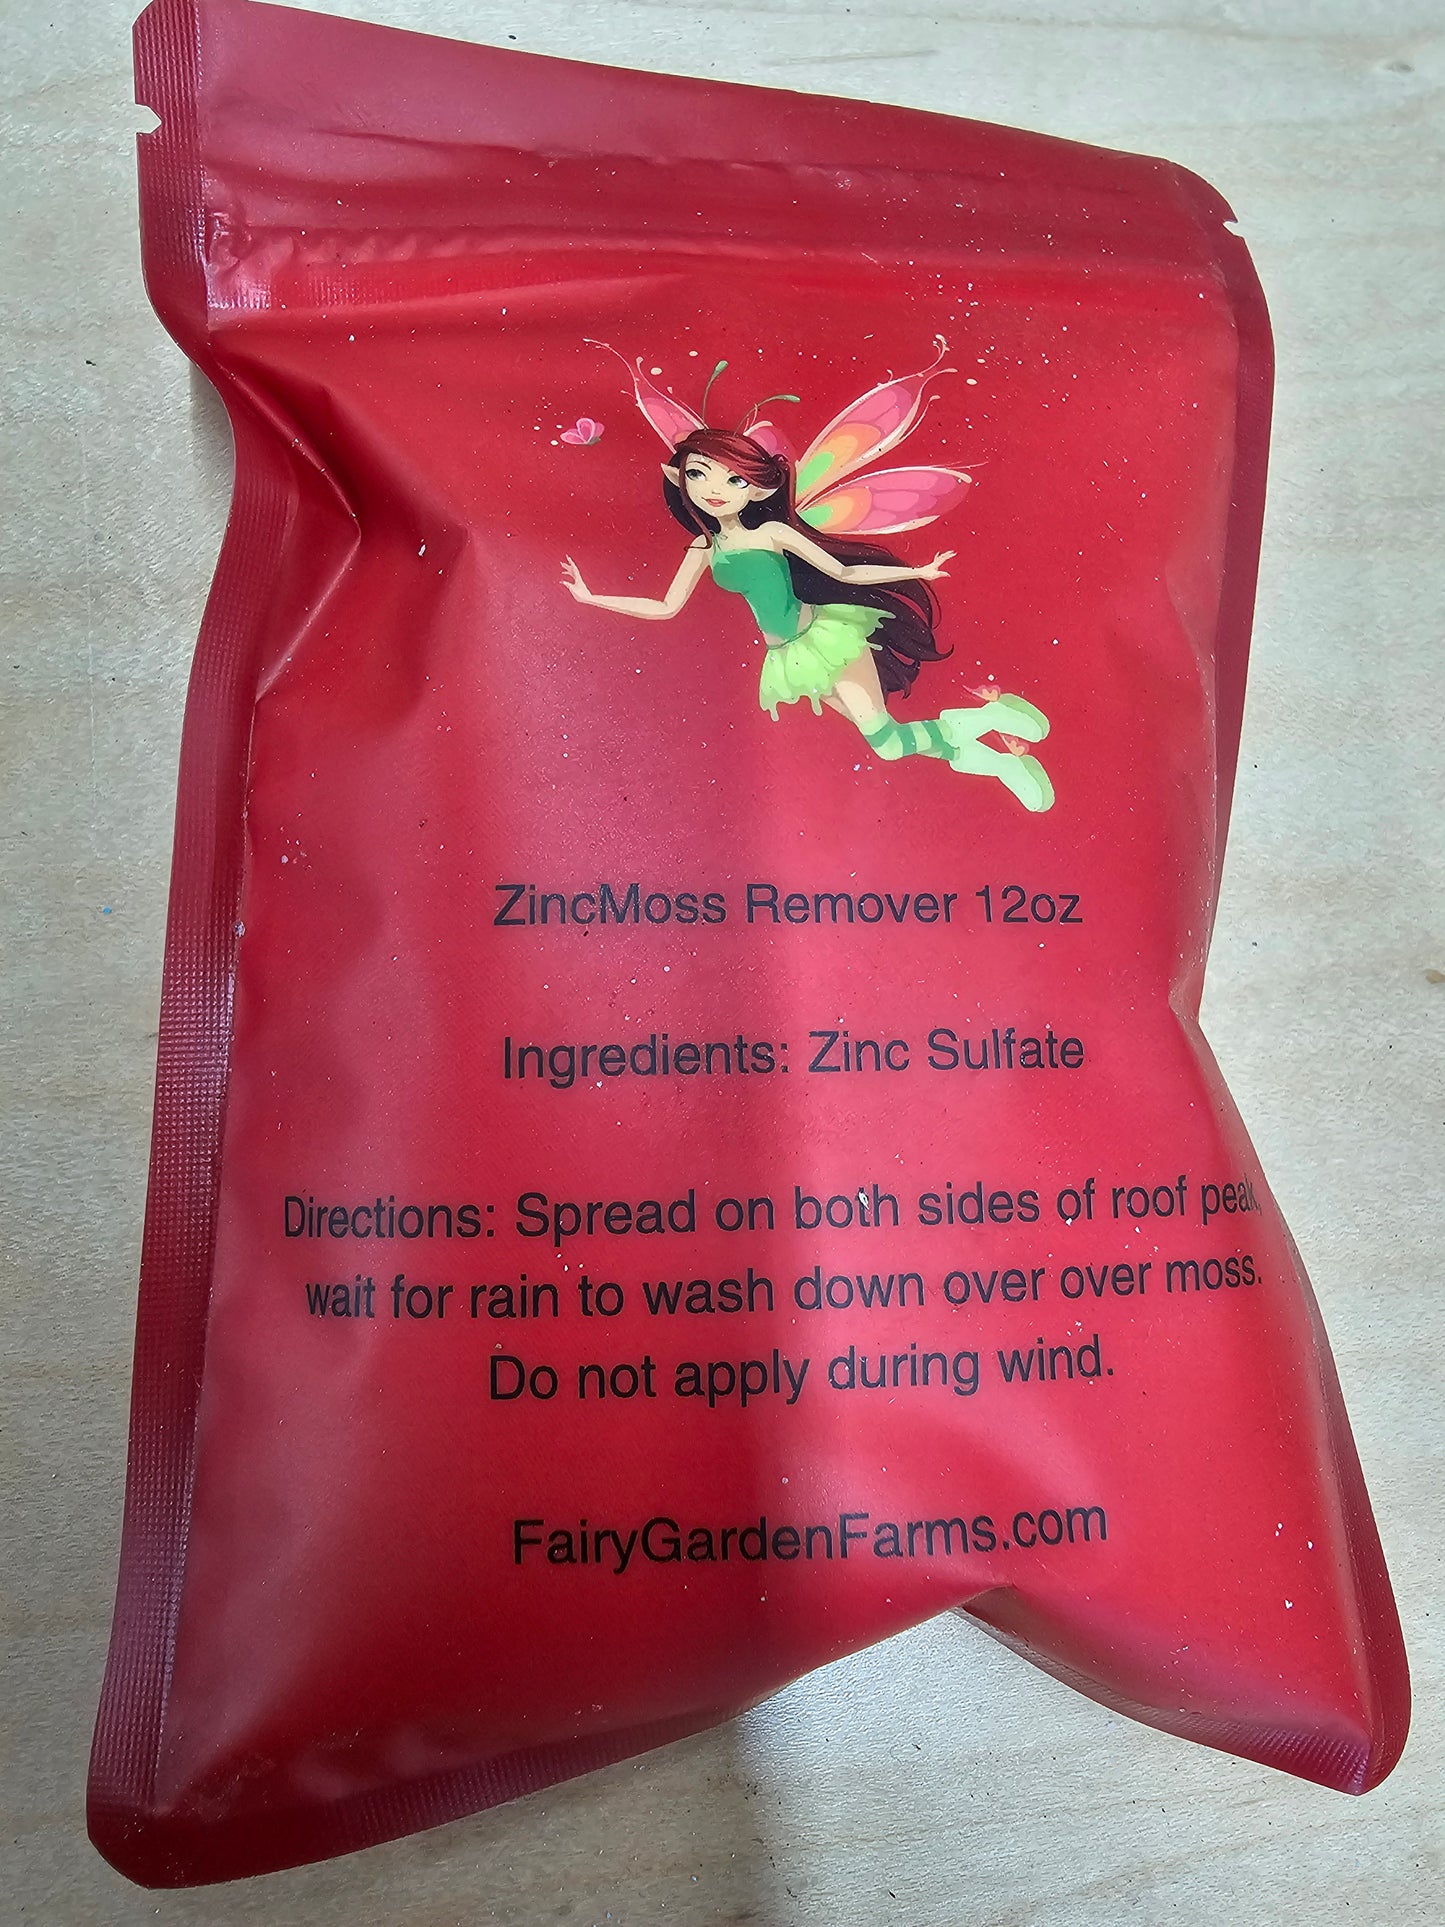 ZincMoss Remover 12oz
Ingredients: Zinc Sulfate
Directions: Spread on both sides of roof peak,
wait for rain to wash down over over moss.
Do not apply during wind.
FairyGardenFarms.com